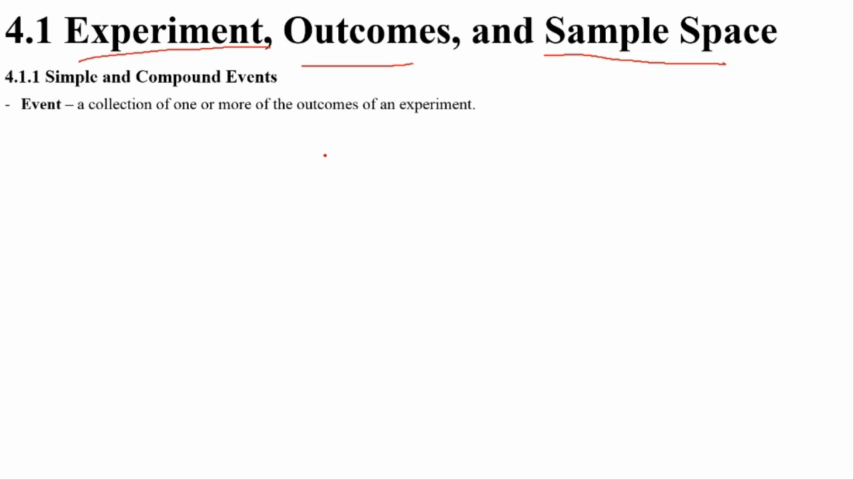 4.1 Experiment, Outcomes, and Sample Space
4.1.1 Simple and Compound Events
- Event – a collection of one or more of the outcomes of an experiment.